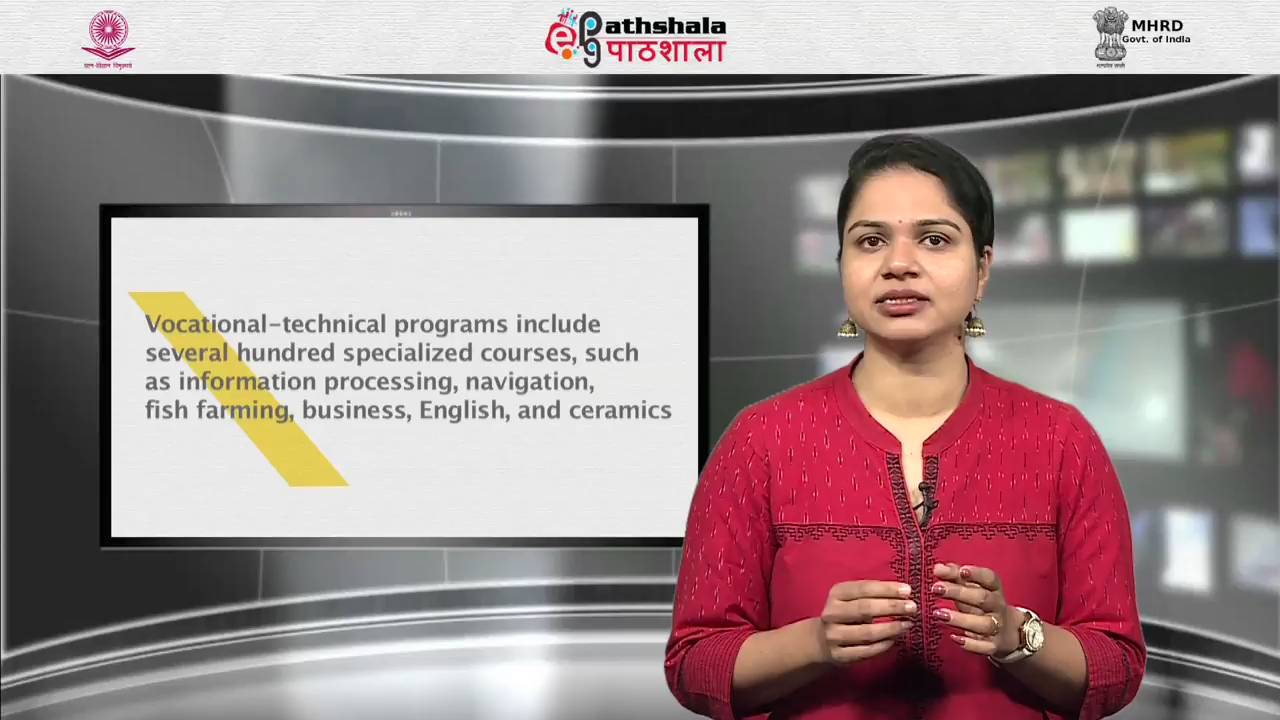 ePathshala
पाठशाला
MHRD
Govt. of India
Vocational-technical programs include
several hundred specialized courses, such
as information processing, navigation,
fish farming, business, English, and ceramics